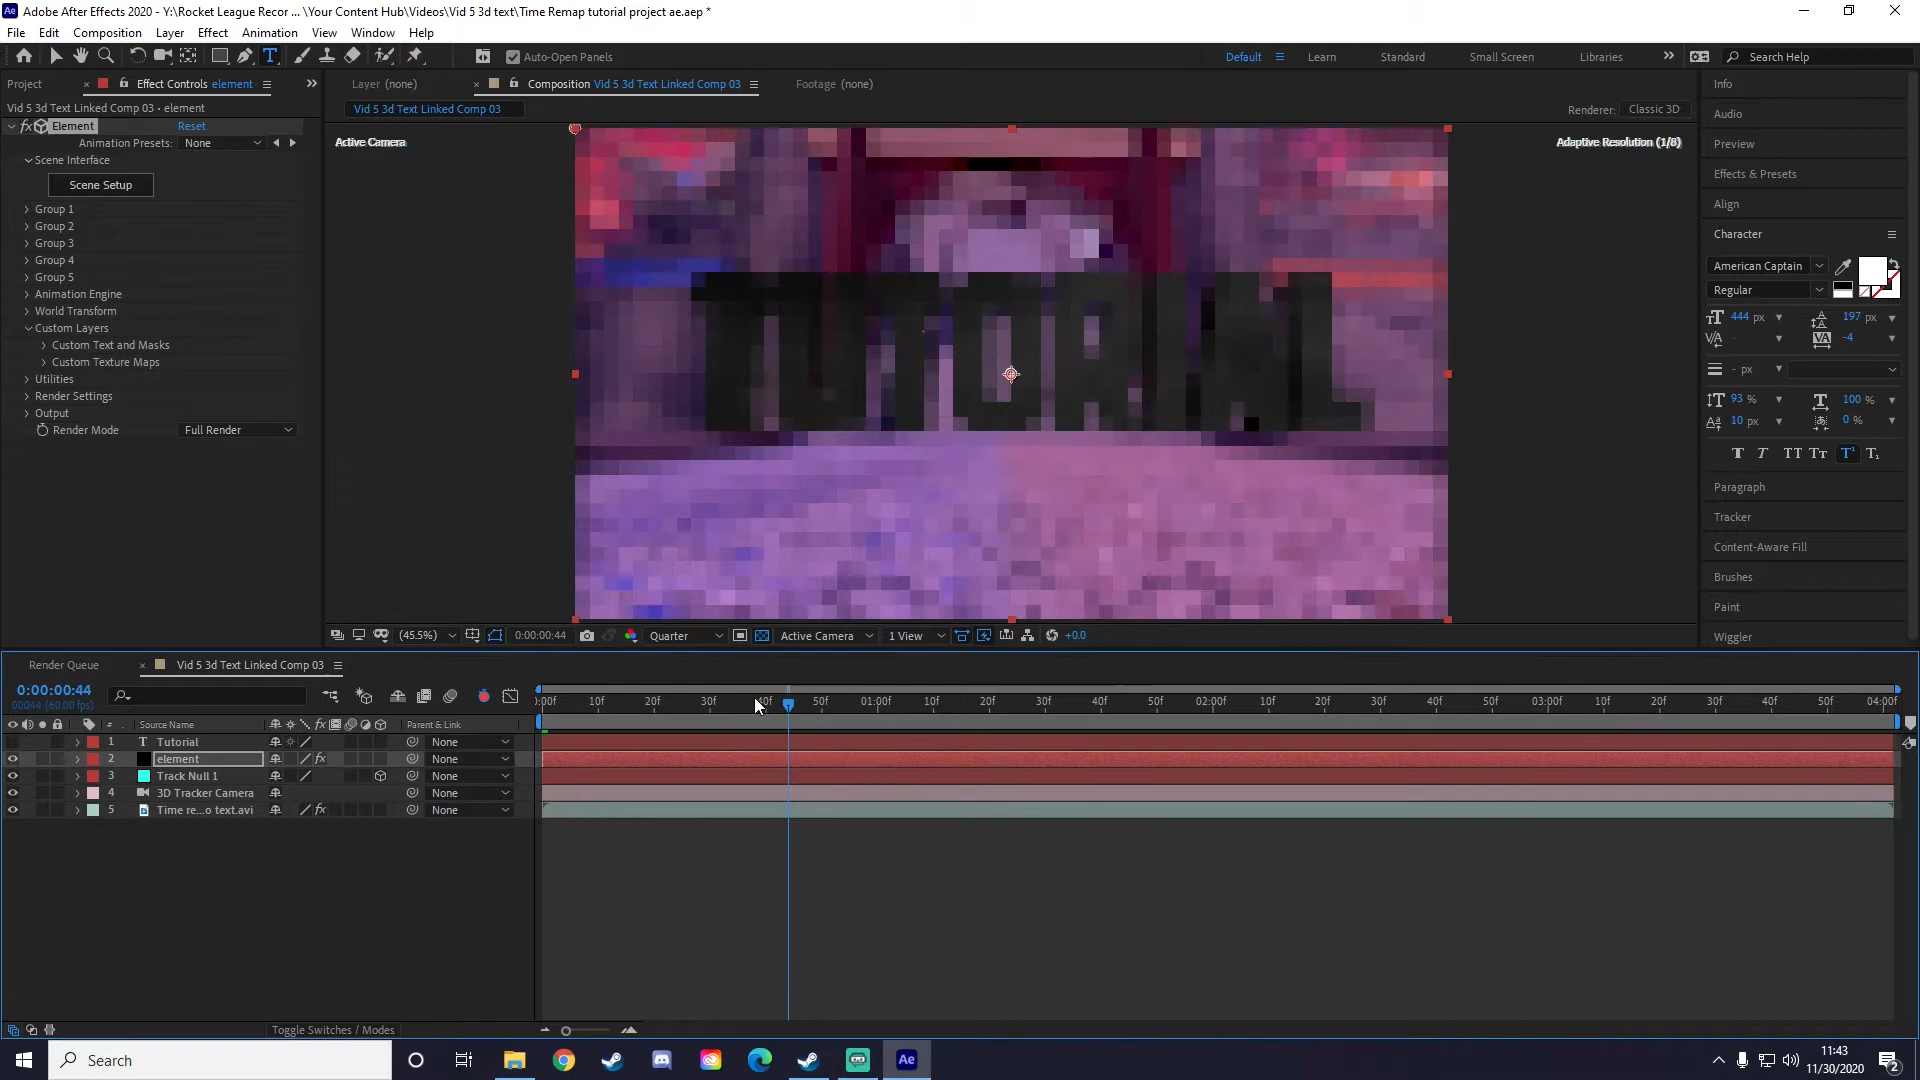 Adobe After Effects 2020 - Y:\Rocket League Recor ... \Your Content Hub\Videos\Vid 5 3d text\Time Remap tutorial project ae.aep *
File Edit Composition Layer Effect Animation View Window Help
Auto-Open Panels
Default Learn Standard Small Screen Libraries Search Help
Project Effect Controls element
Layer (none) Composition Vid 5 3d Text Linked Comp 03 Footage (none)
Vid 5 3d Text Linked Comp 03 • element
Vid 5 3d Text Linked Comp 03
Renderer: Classic 3D
fx Element Reset
Animation Presets: None
Scene Interface
Scene Setup
Group 1
Group 2
Group 3
Group 4
Group 5
Animation Engine
World Transform
Custom Layers
Custom Text and Masks
Custom Texture Maps
Utilities
Render Settings
Output
Render Mode Full Render
Active Camera
Adaptive Resolution (1/8)
TUTORIAL
Info
Audio
Preview
Effects & Presets
Align
Character
American Captain
Regular
444 px 197 px
-4
- px
93 % 100 %
10 px 0 %
Paragraph
Tracker
Content-Aware Fill
Brushes
Paint
Wiggler
(45.5%) 0:00:00:44 Quarter Active Camera 1 View +0.0
Render Queue Vid 5 3d Text Linked Comp 03
0:00:00:44
00044 (60.00 fps)
:00f 10f 20f 30f 40f 50f 01:00f 10f 20f 30f 40f 50f 02:00f 10f 20f 30f 40f 50f 03:00f 10f 20f 30f 40f 50f 04:00f
# Source Name Parent & Link
1 Tutorial None
2 element None
3 Track Null 1 None
4 3D Tracker Camera None
5 Time re...o text.avi None
Toggle Switches / Modes
Search
Ae
11:43
11/30/2020
2